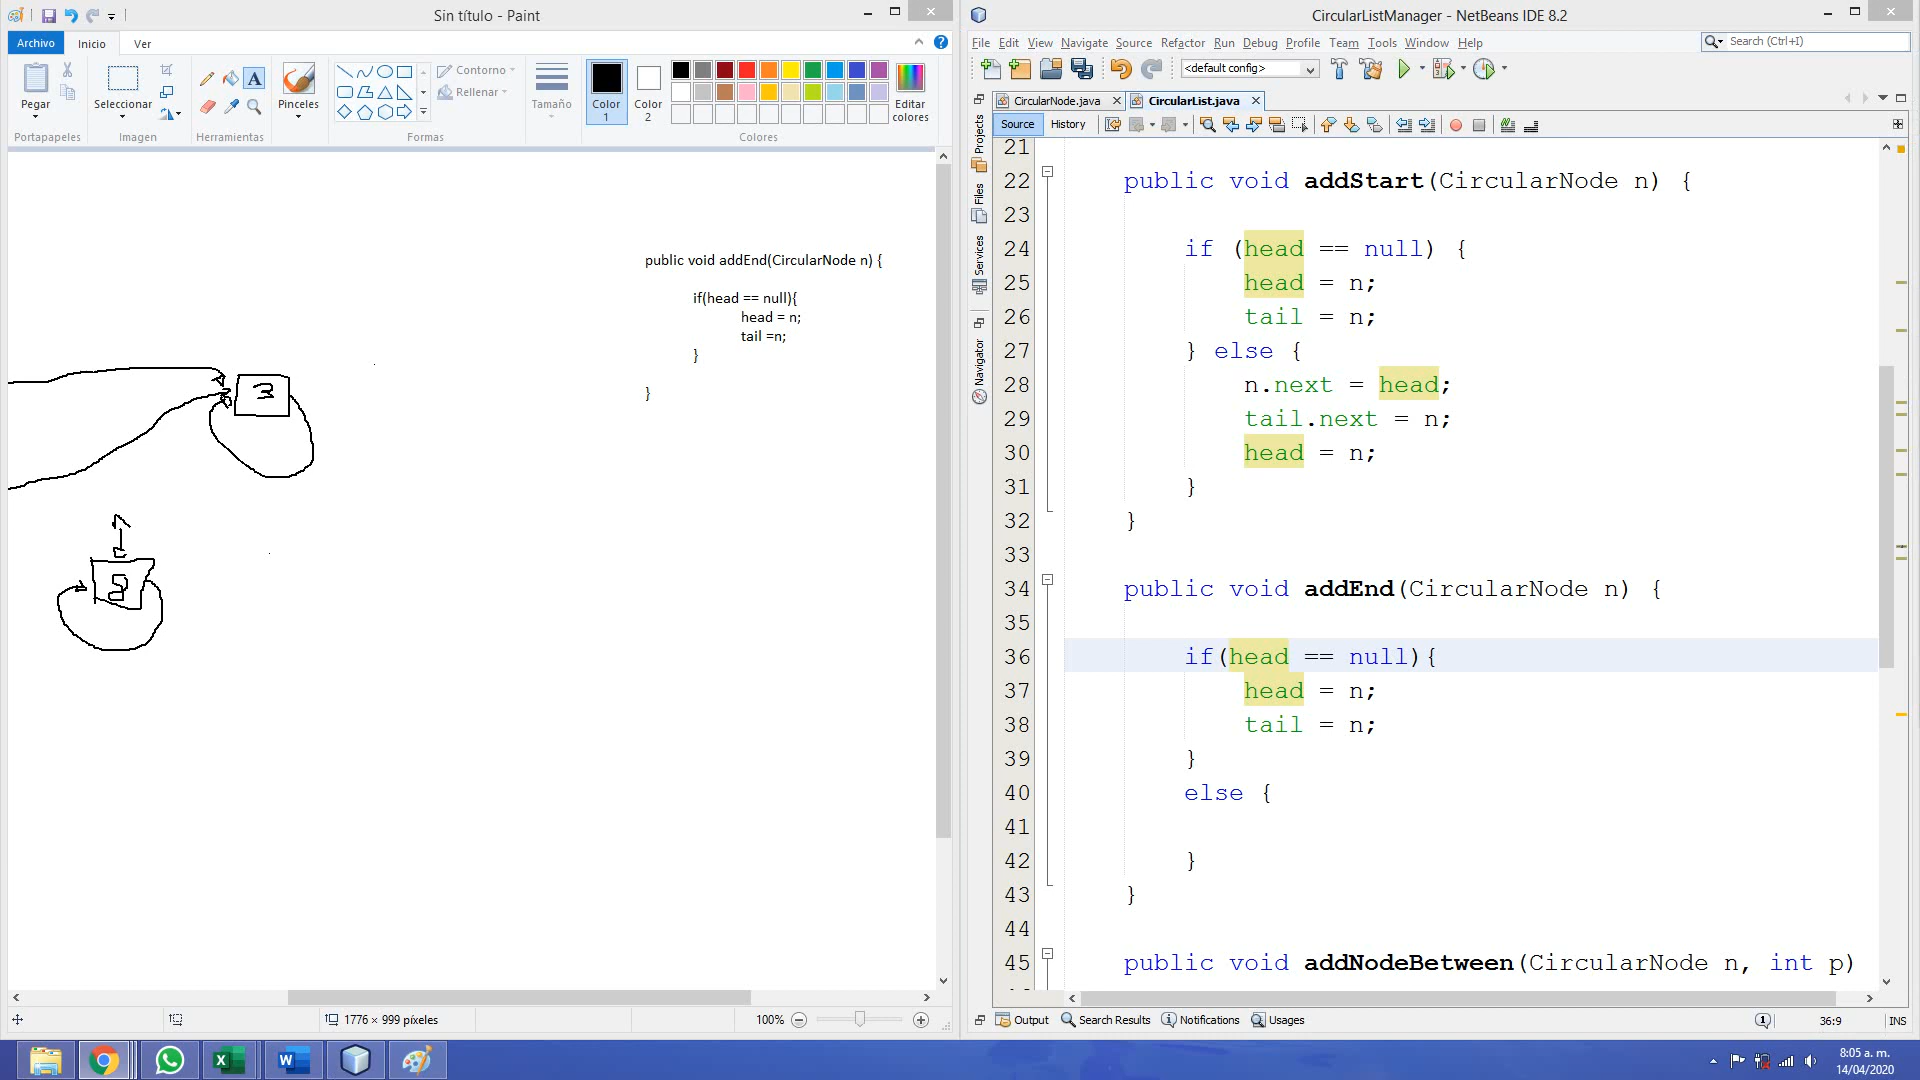 Sin título - Paint
Archivo
Inicio
Ver
Pegar
Portapapeles
Seleccionar
Imagen
Herramientas
Pinceles
Contorno
Rellenar
Formas
Tamaño
Color 1
Color 2
Editar colores
Colores
public void addEnd(CircularNode n) {
if(head == null){
head = n;
tail =n;
}
}
3
5
1776 × 999 píxeles
100%
CircularListManager - NetBeans IDE 8.2
File Edit View Navigate Source Refactor Run Debug Profile Team Tools Window Help
Search (Ctrl+I)
<default config>
CircularNode.java
CircularList.java
Source
History
Projects
Files
Services
Navigator
21
22 public void addStart(CircularNode n) {
23
24 if (head == null) {
25 head = n;
26 tail = n;
27 } else {
28 n.next = head;
29 tail.next = n;
30 head = n;
31 }
32 }
33
34 public void addEnd(CircularNode n) {
35
36 if(head == null){
37 head = n;
38 tail = n;
39 }
40 else {
41
42 }
43 }
44
45 public void addNodeBetween(CircularNode n, int p)
Output
Search Results
Notifications
Usages
1
36:9
INS
8:05 a. m.
14/04/2020